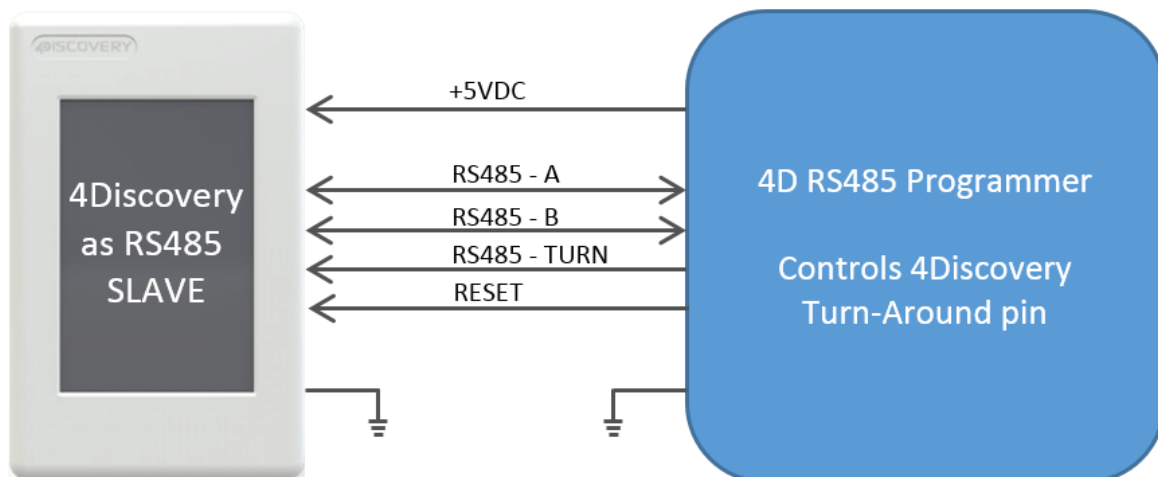 4DISCOVERY
+5VDC
RS485 - A
RS485 - B
RS485 - TURN
RESET
4Discovery
as RS485
SLAVE
4D RS485 Programmer
Controls 4Discovery
Turn-Around pin